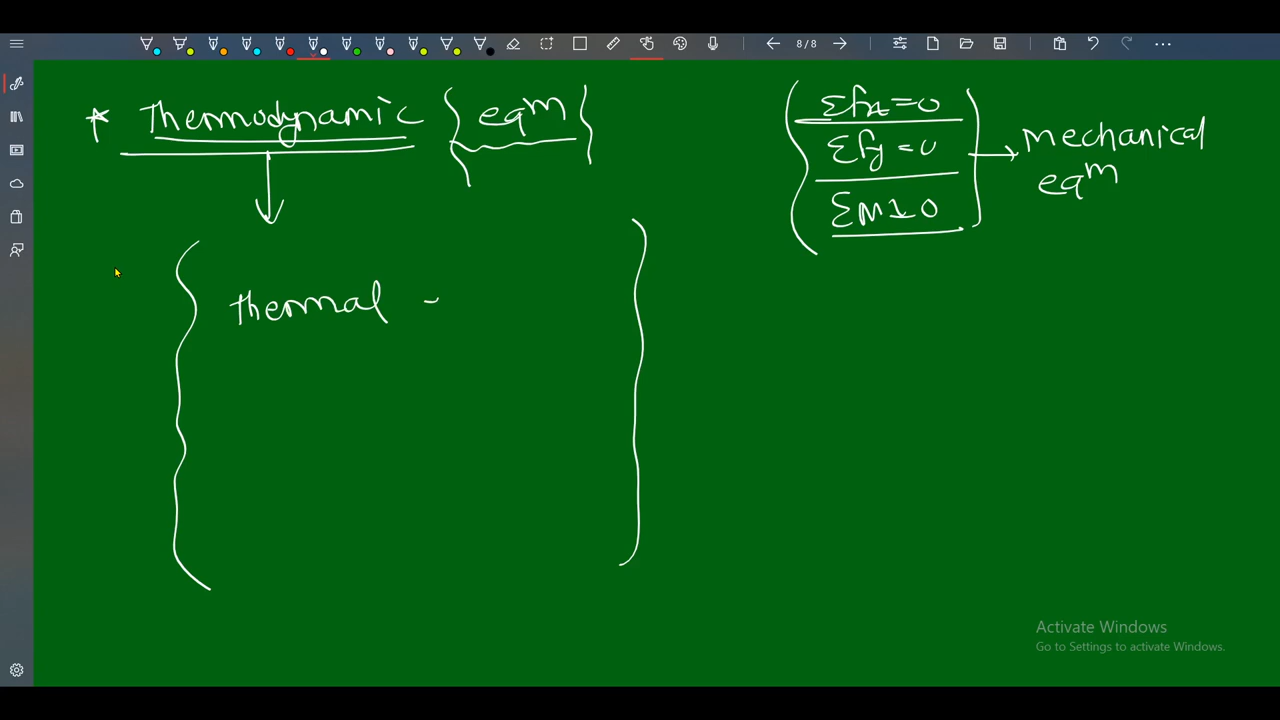 8/8
* Thermodynamic {eqm}
Σfx=0
Σfy=0
ΣM=0
→ mechanical
eqm
thermal -
Activate Windows
Go to Settings to activate Windows.